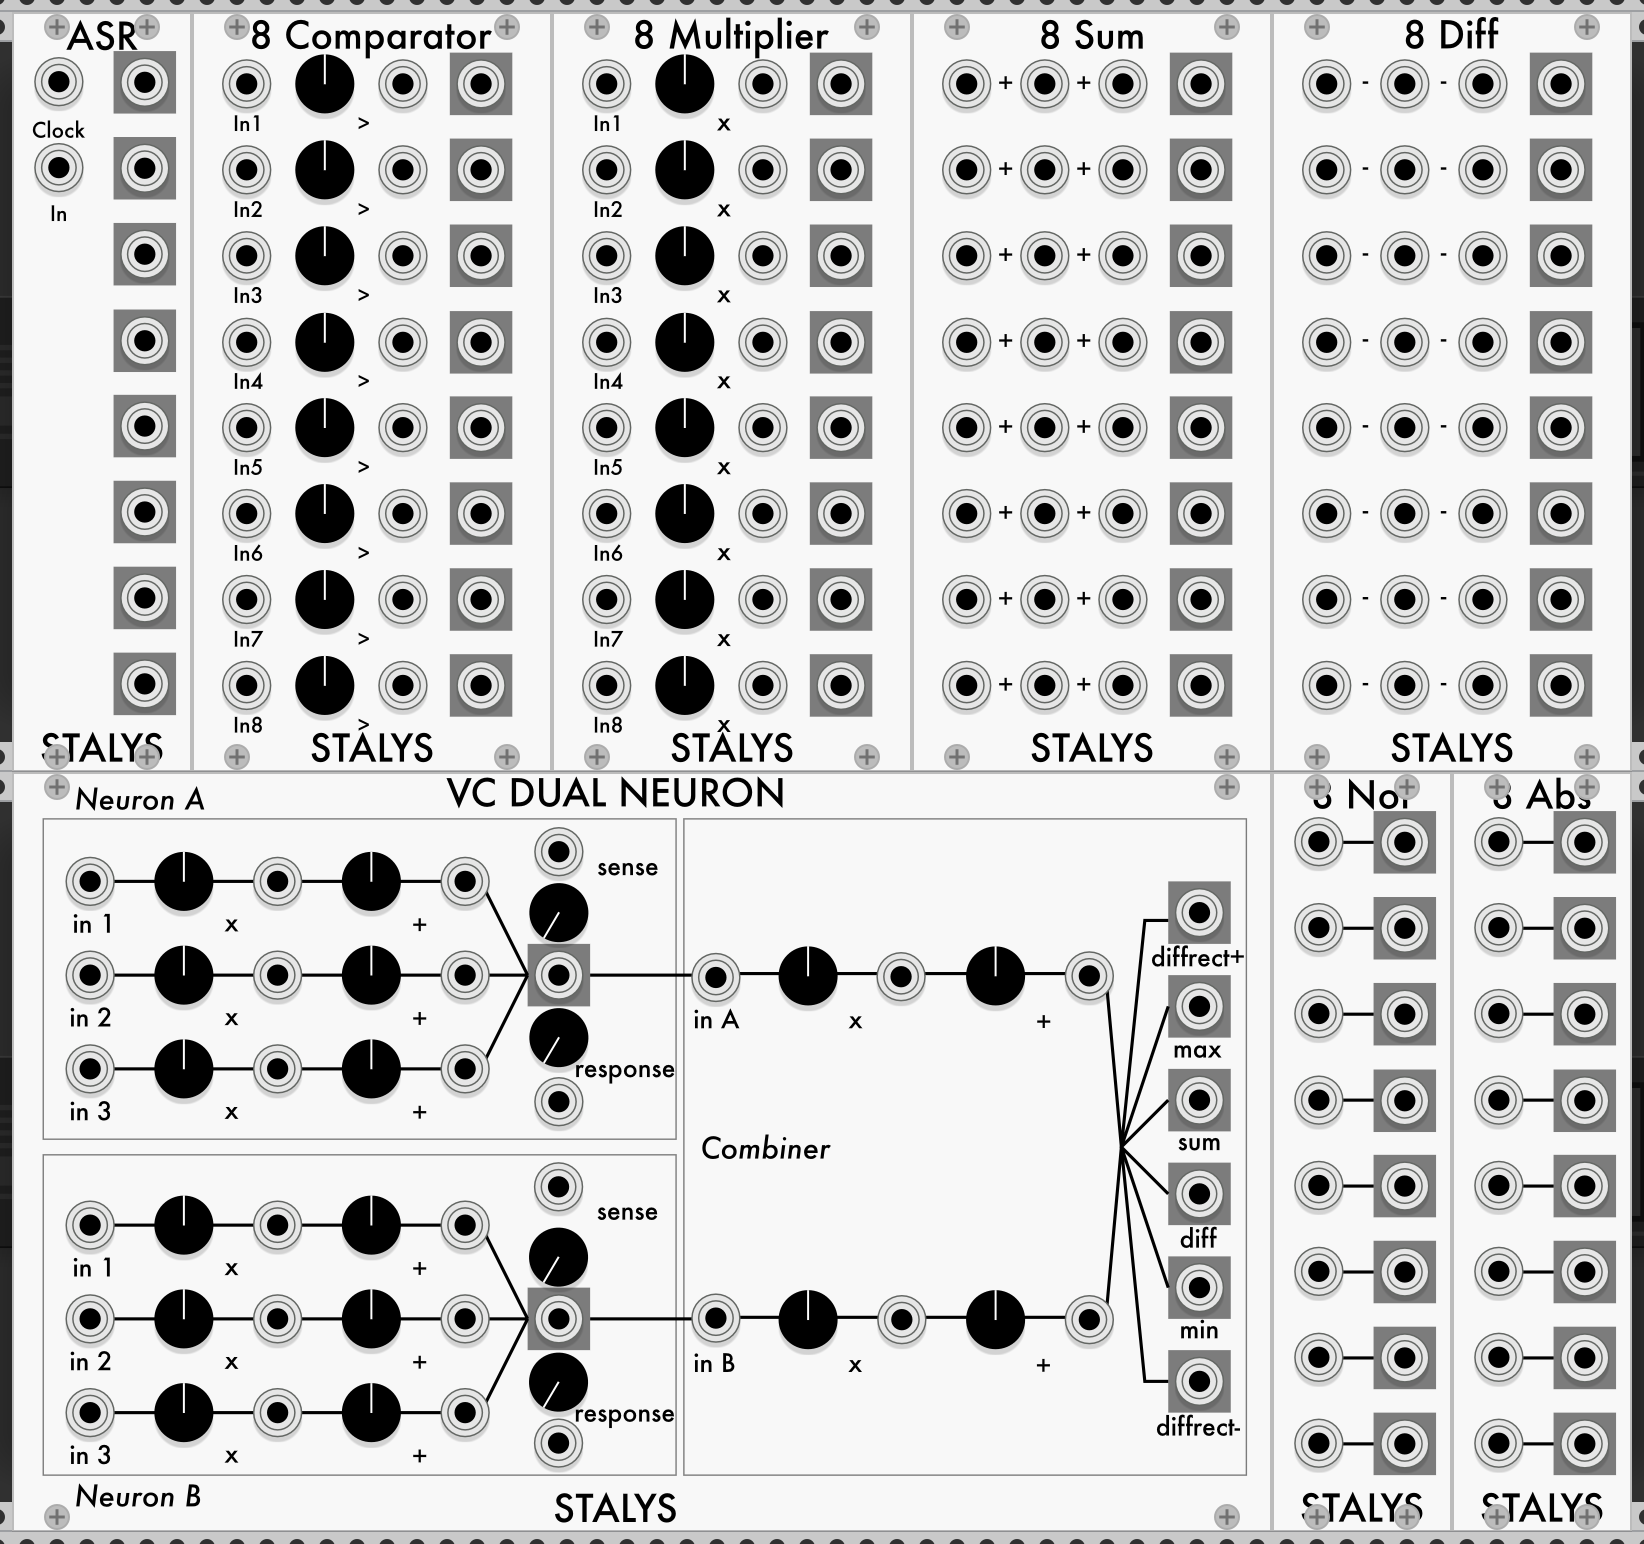 ASR
Clock
In
STALYS
8 Comparator
In1 >
In2 >
In3 >
In4 >
In5 >
In6 >
In7 >
In8 >
STALYS
8 Multiplier
In1 x
In2 x
In3 x
In4 x
In5 x
In6 x
In7 x
In8 x
STALYS
8 Sum
+ +
+ +
+ +
+ +
+ +
+ +
+ +
+ +
STALYS
8 Diff
- -
- -
- -
- -
- -
- -
- -
- -
STALYS
VC DUAL NEURON
Neuron A
sense
in 1 x +
in 2 x +
in 3 x +
response
sense
in 1 x +
in 2 x +
in 3 x +
response
Neuron B
in A x +
Combiner
in B x +
diffrect+
max
sum
diff
min
diffrect-
STALYS
8 Not
STALYS
8 Abs
STALYS